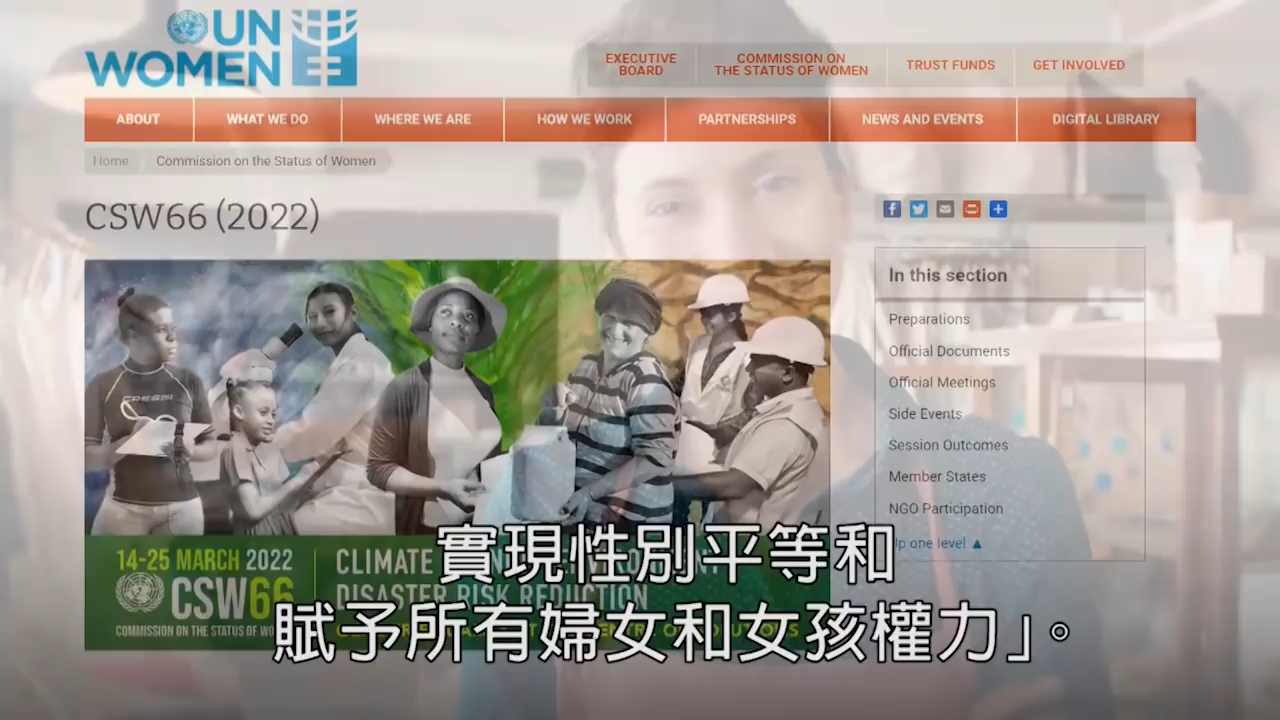 UN
WOMEN
EXECUTIVE
BOARD
COMMISSION ON
THE STATUS OF WOMEN
TRUST FUNDS
GET INVOLVED
ABOUT
WHAT WE DO
WHERE WE ARE
HOW WE WORK
PARTNERSHIPS
NEWS AND EVENTS
DIGITAL LIBRARY
Home
Commission on the Status of Women
CSW66 (2022)
In this section
Preparations
Official Documents
Official Meetings
Side Events
Session Outcomes
Member States
NGO Participation
Up one level ▲
CRESSI
14-25 MARCH 2022
CSW66
COMMISSION ON THE STATUS OF
CLIMATE
DISASTER RISK REDUCTION
實現性別平等和
賦予所有婦女和女孩權力」。